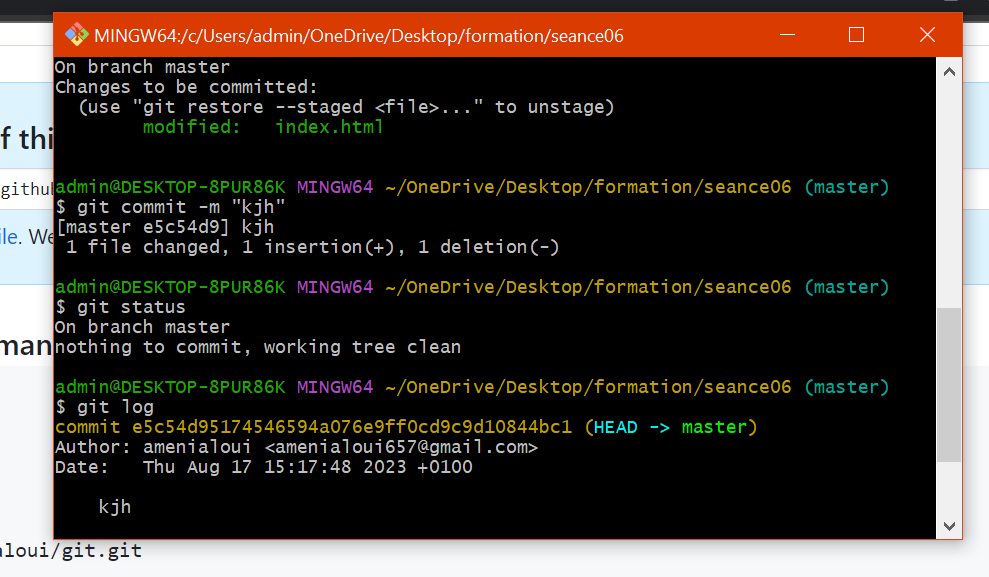 MINGW64:/c/Users/admin/OneDrive/Desktop/formation/seance06
On branch master
Changes to be committed:
(use "git restore --staged <file>..." to unstage)
modified: index.html
admin@DESKTOP-8PUR86K MINGW64 ~/OneDrive/Desktop/formation/seance06 (master)
$ git commit -m "kjh"
[master e5c54d9] kjh
1 file changed, 1 insertion(+), 1 deletion(-)
admin@DESKTOP-8PUR86K MINGW64 ~/OneDrive/Desktop/formation/seance06 (master)
$ git status
On branch master
nothing to commit, working tree clean
admin@DESKTOP-8PUR86K MINGW64 ~/OneDrive/Desktop/formation/seance06 (master)
$ git log
commit e5c54d95174546594a076e9ff0cd9c9d10844bc1 (HEAD -> master)
Author: amenialoui <amenialoui657@gmail.com>
Date: Thu Aug 17 15:17:48 2023 +0100
kjh
f thi
githu
ile. We
man
aloui/git.git